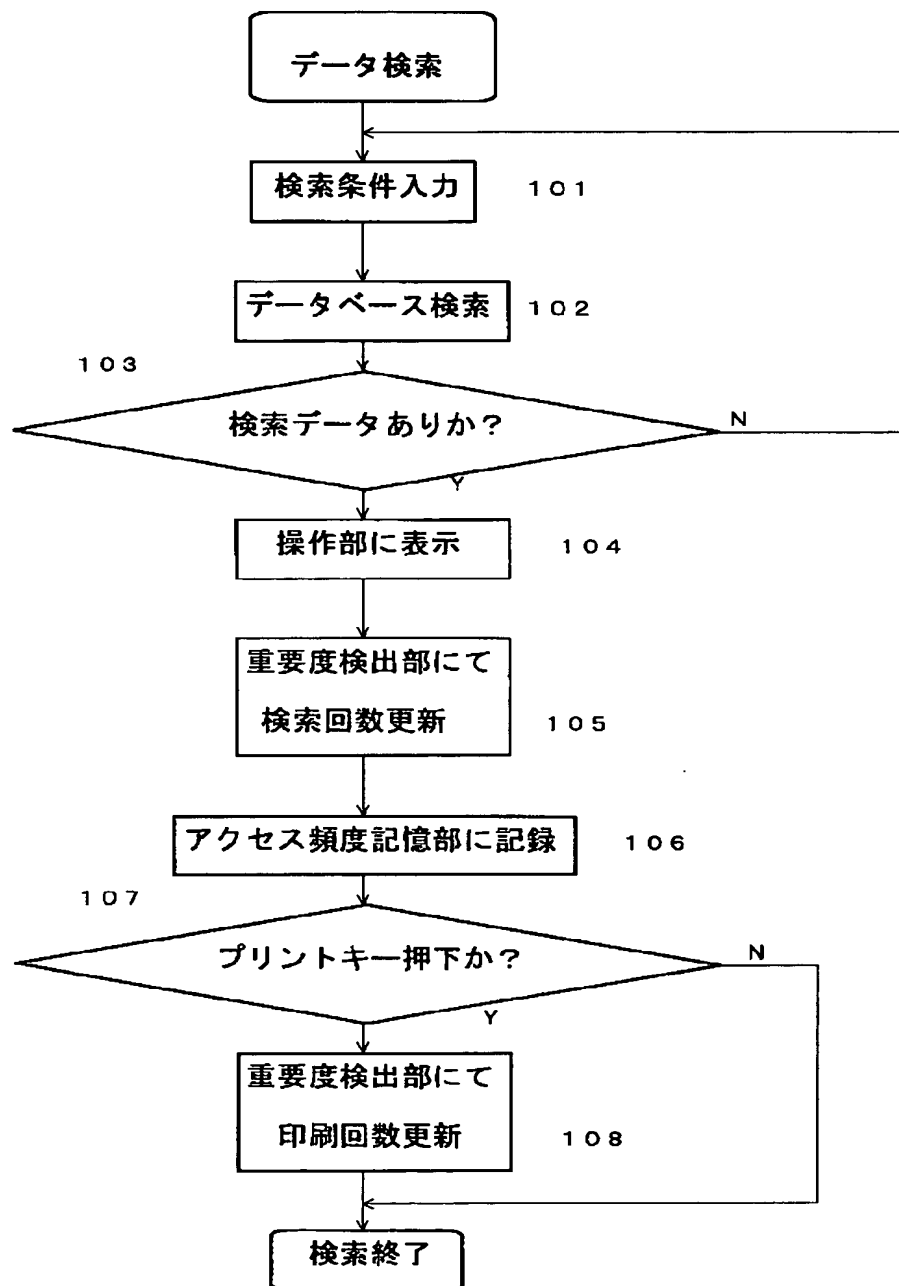 データ検索
検索条件入力
101
データベース検索
102
103
検索データありか?
N
Y
操作部に表示
104
重要度検出部にて
検索回数更新
105
アクセス頻度記憶部に記録
106
107
プリントキー押下か?
N
Y
重要度検出部にて
印刷回数更新
108
検索終了